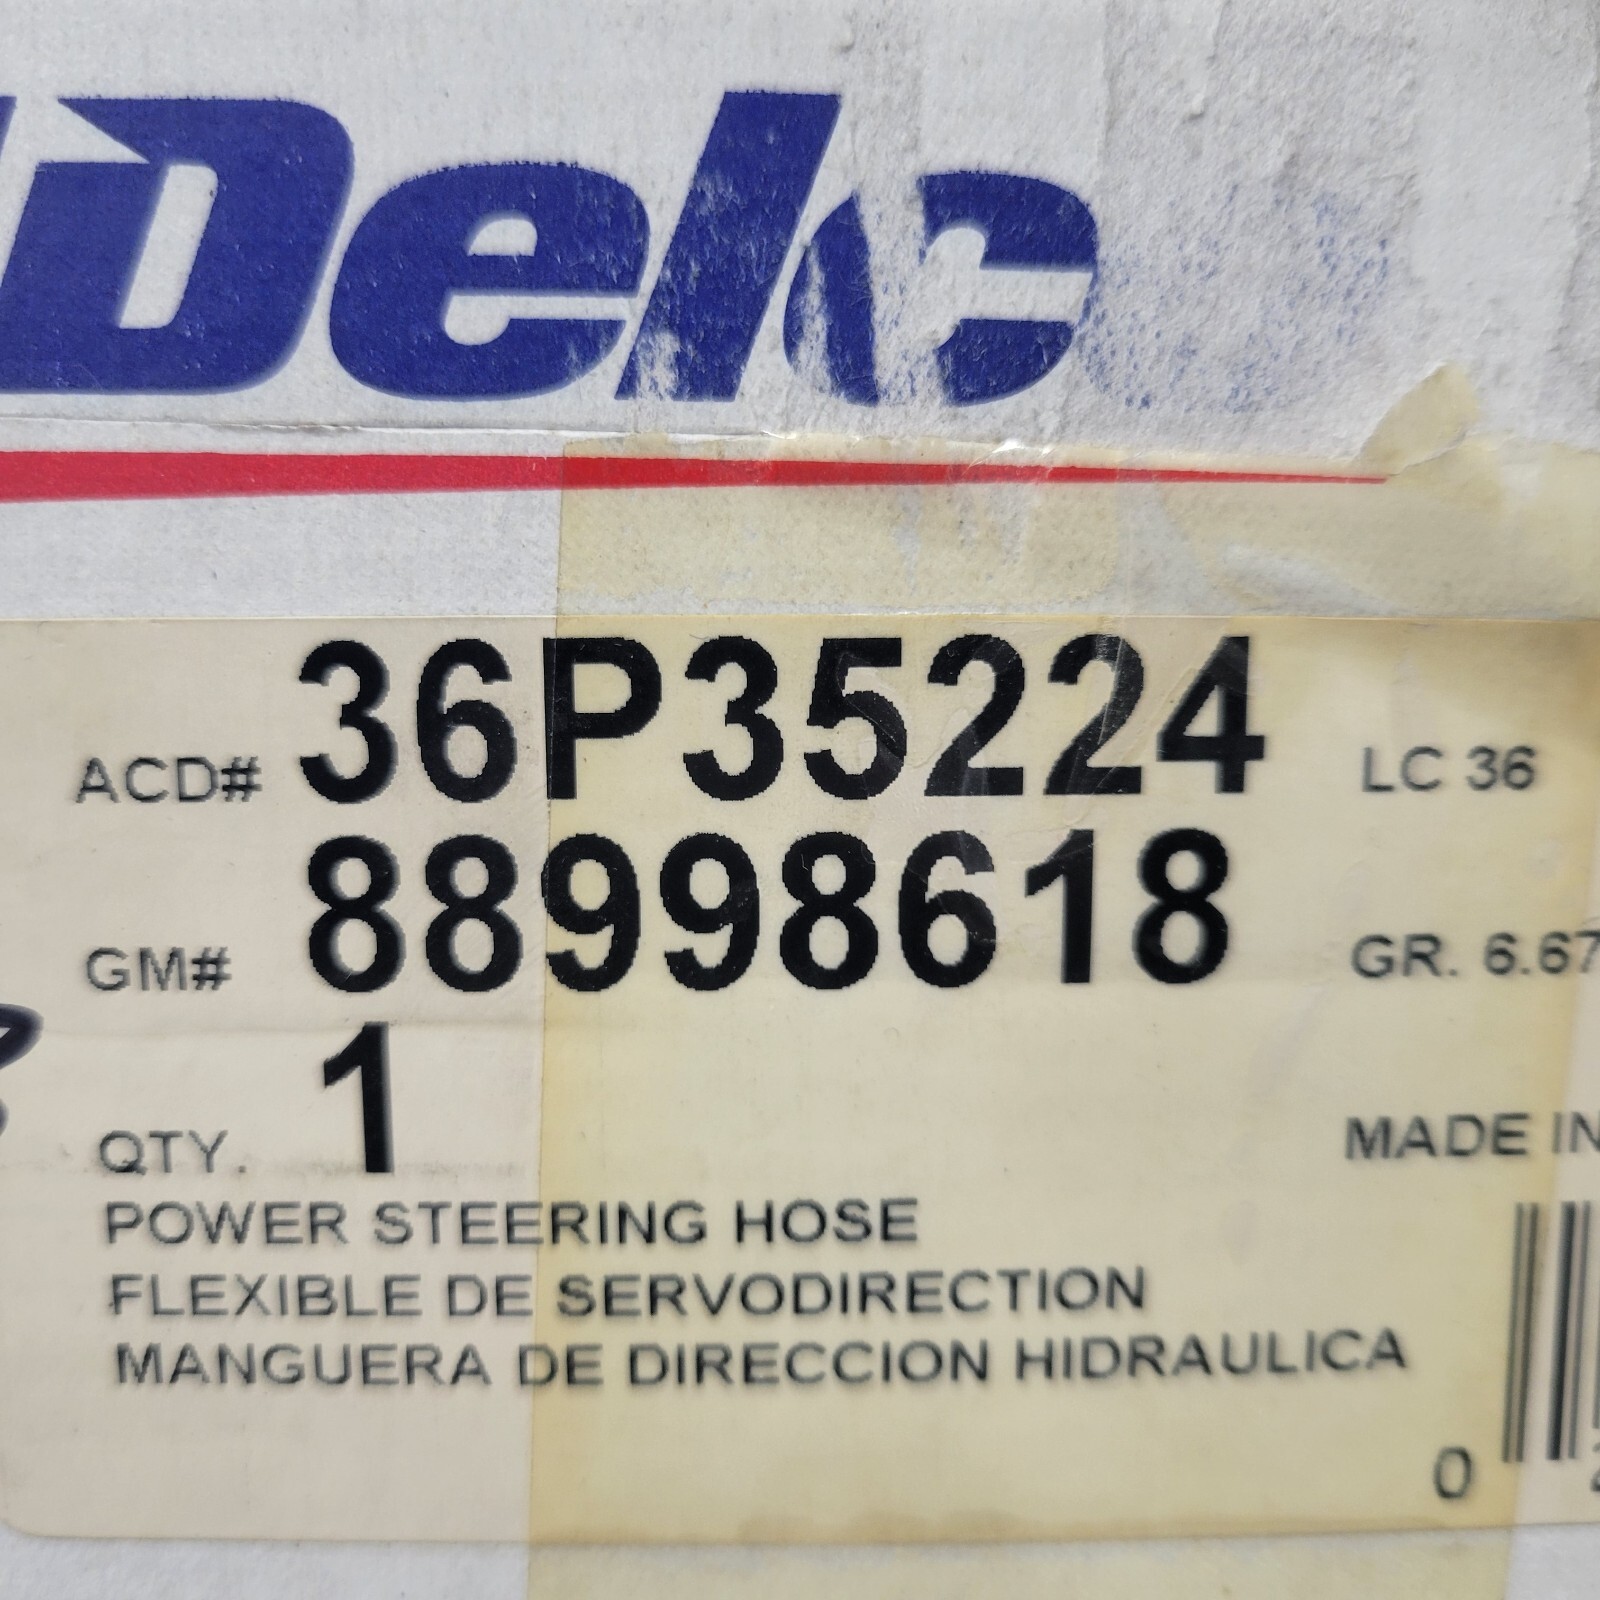 Delco
ACD# 36P35224 LC 36
GM# 88998618 GR. 6.67
QTY. 1 MADE IN
POWER STEERING HOSE
FLEXIBLE DE SERVODIRECTION
MANGUERA DE DIRECCION HIDRAULICA
0